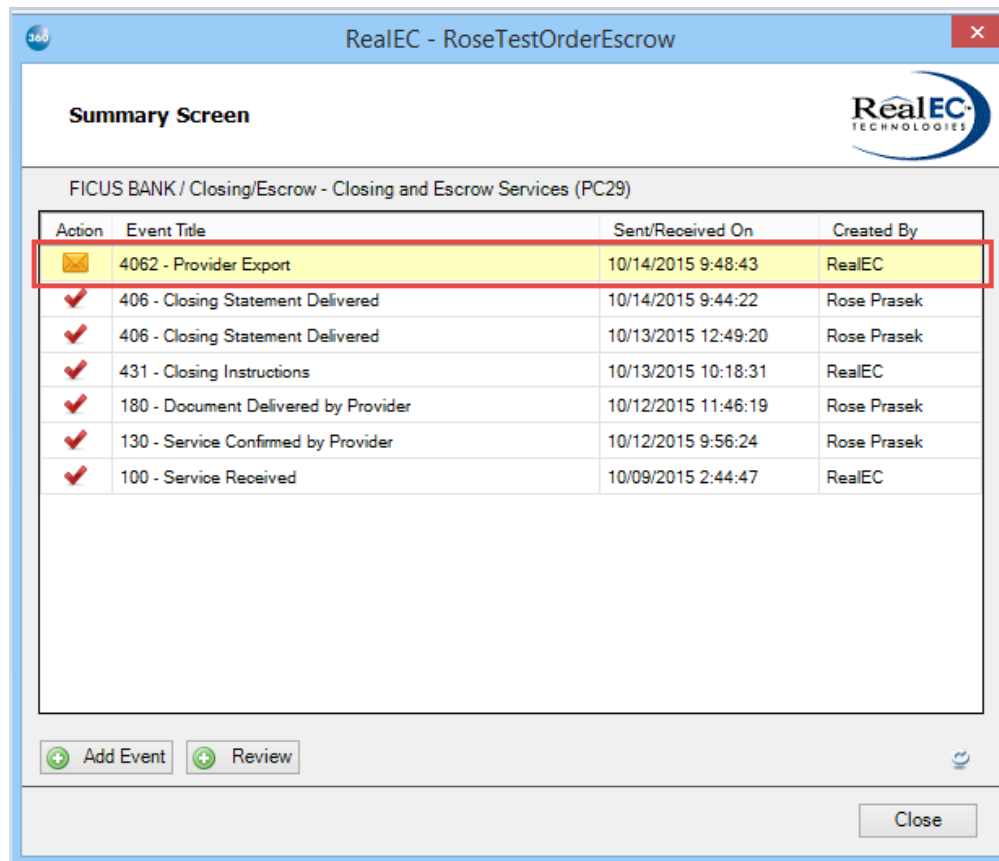 360
RealEC - RoseTestOrderEscrow
Summary Screen
RealEC
TECHNOLOGIES
FICUS BANK / Closing/Escrow - Closing and Escrow Services (PC29)
Action Event Title Sent/Received On Created By
4062 - Provider Export 10/14/2015 9:48:43 RealEC
406 - Closing Statement Delivered 10/14/2015 9:44:22 Rose Prasek
406 - Closing Statement Delivered 10/13/2015 12:49:20 Rose Prasek
431 - Closing Instructions 10/13/2015 10:18:31 RealEC
180 - Document Delivered by Provider 10/12/2015 11:46:19 Rose Prasek
130 - Service Confirmed by Provider 10/12/2015 9:56:24 Rose Prasek
100 - Service Received 10/09/2015 2:44:47 RealEC
Add Event Review
Close